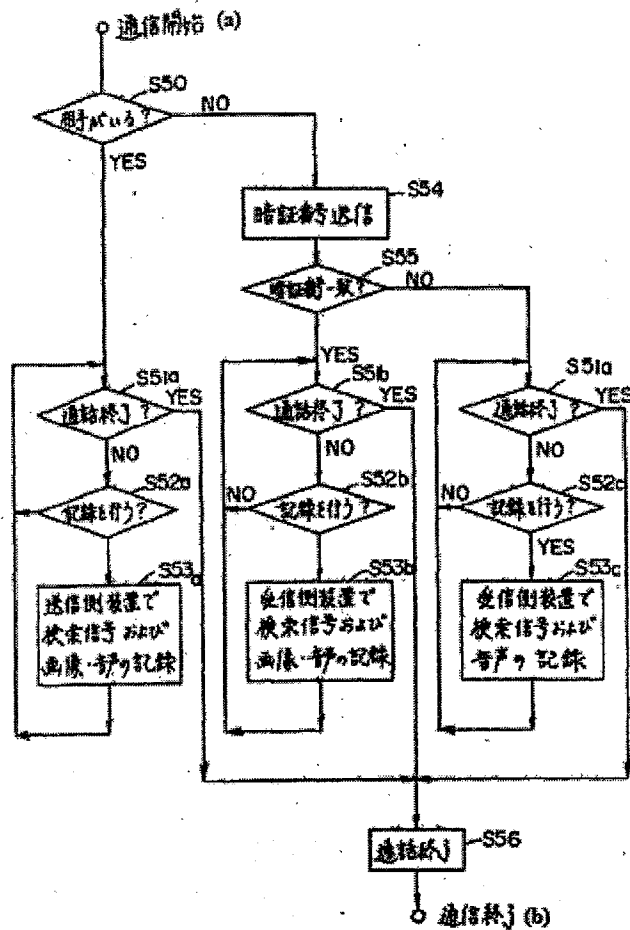 通信開始 (a)
S50
相手がいる?
NO
YES
S54
暗証番号送信
S55
暗証番号一致?
NO
YES
S51a
通話終了?
YES
NO
S52a
記録を行う?
S53a
送信側装置で
検索信号および
画像・音声の記録
S51b
通話終了?
YES
NO
S52b
記録を行う?
NO
S53b
受信側装置で
検索信号および
画像・音声の記録
S51a
通話終了?
YES
NO
S52c
記録を行う?
NO
YES
S53c
受信側装置で
検索信号および
音声の記録
通話終了
S56
通信終了 (b)